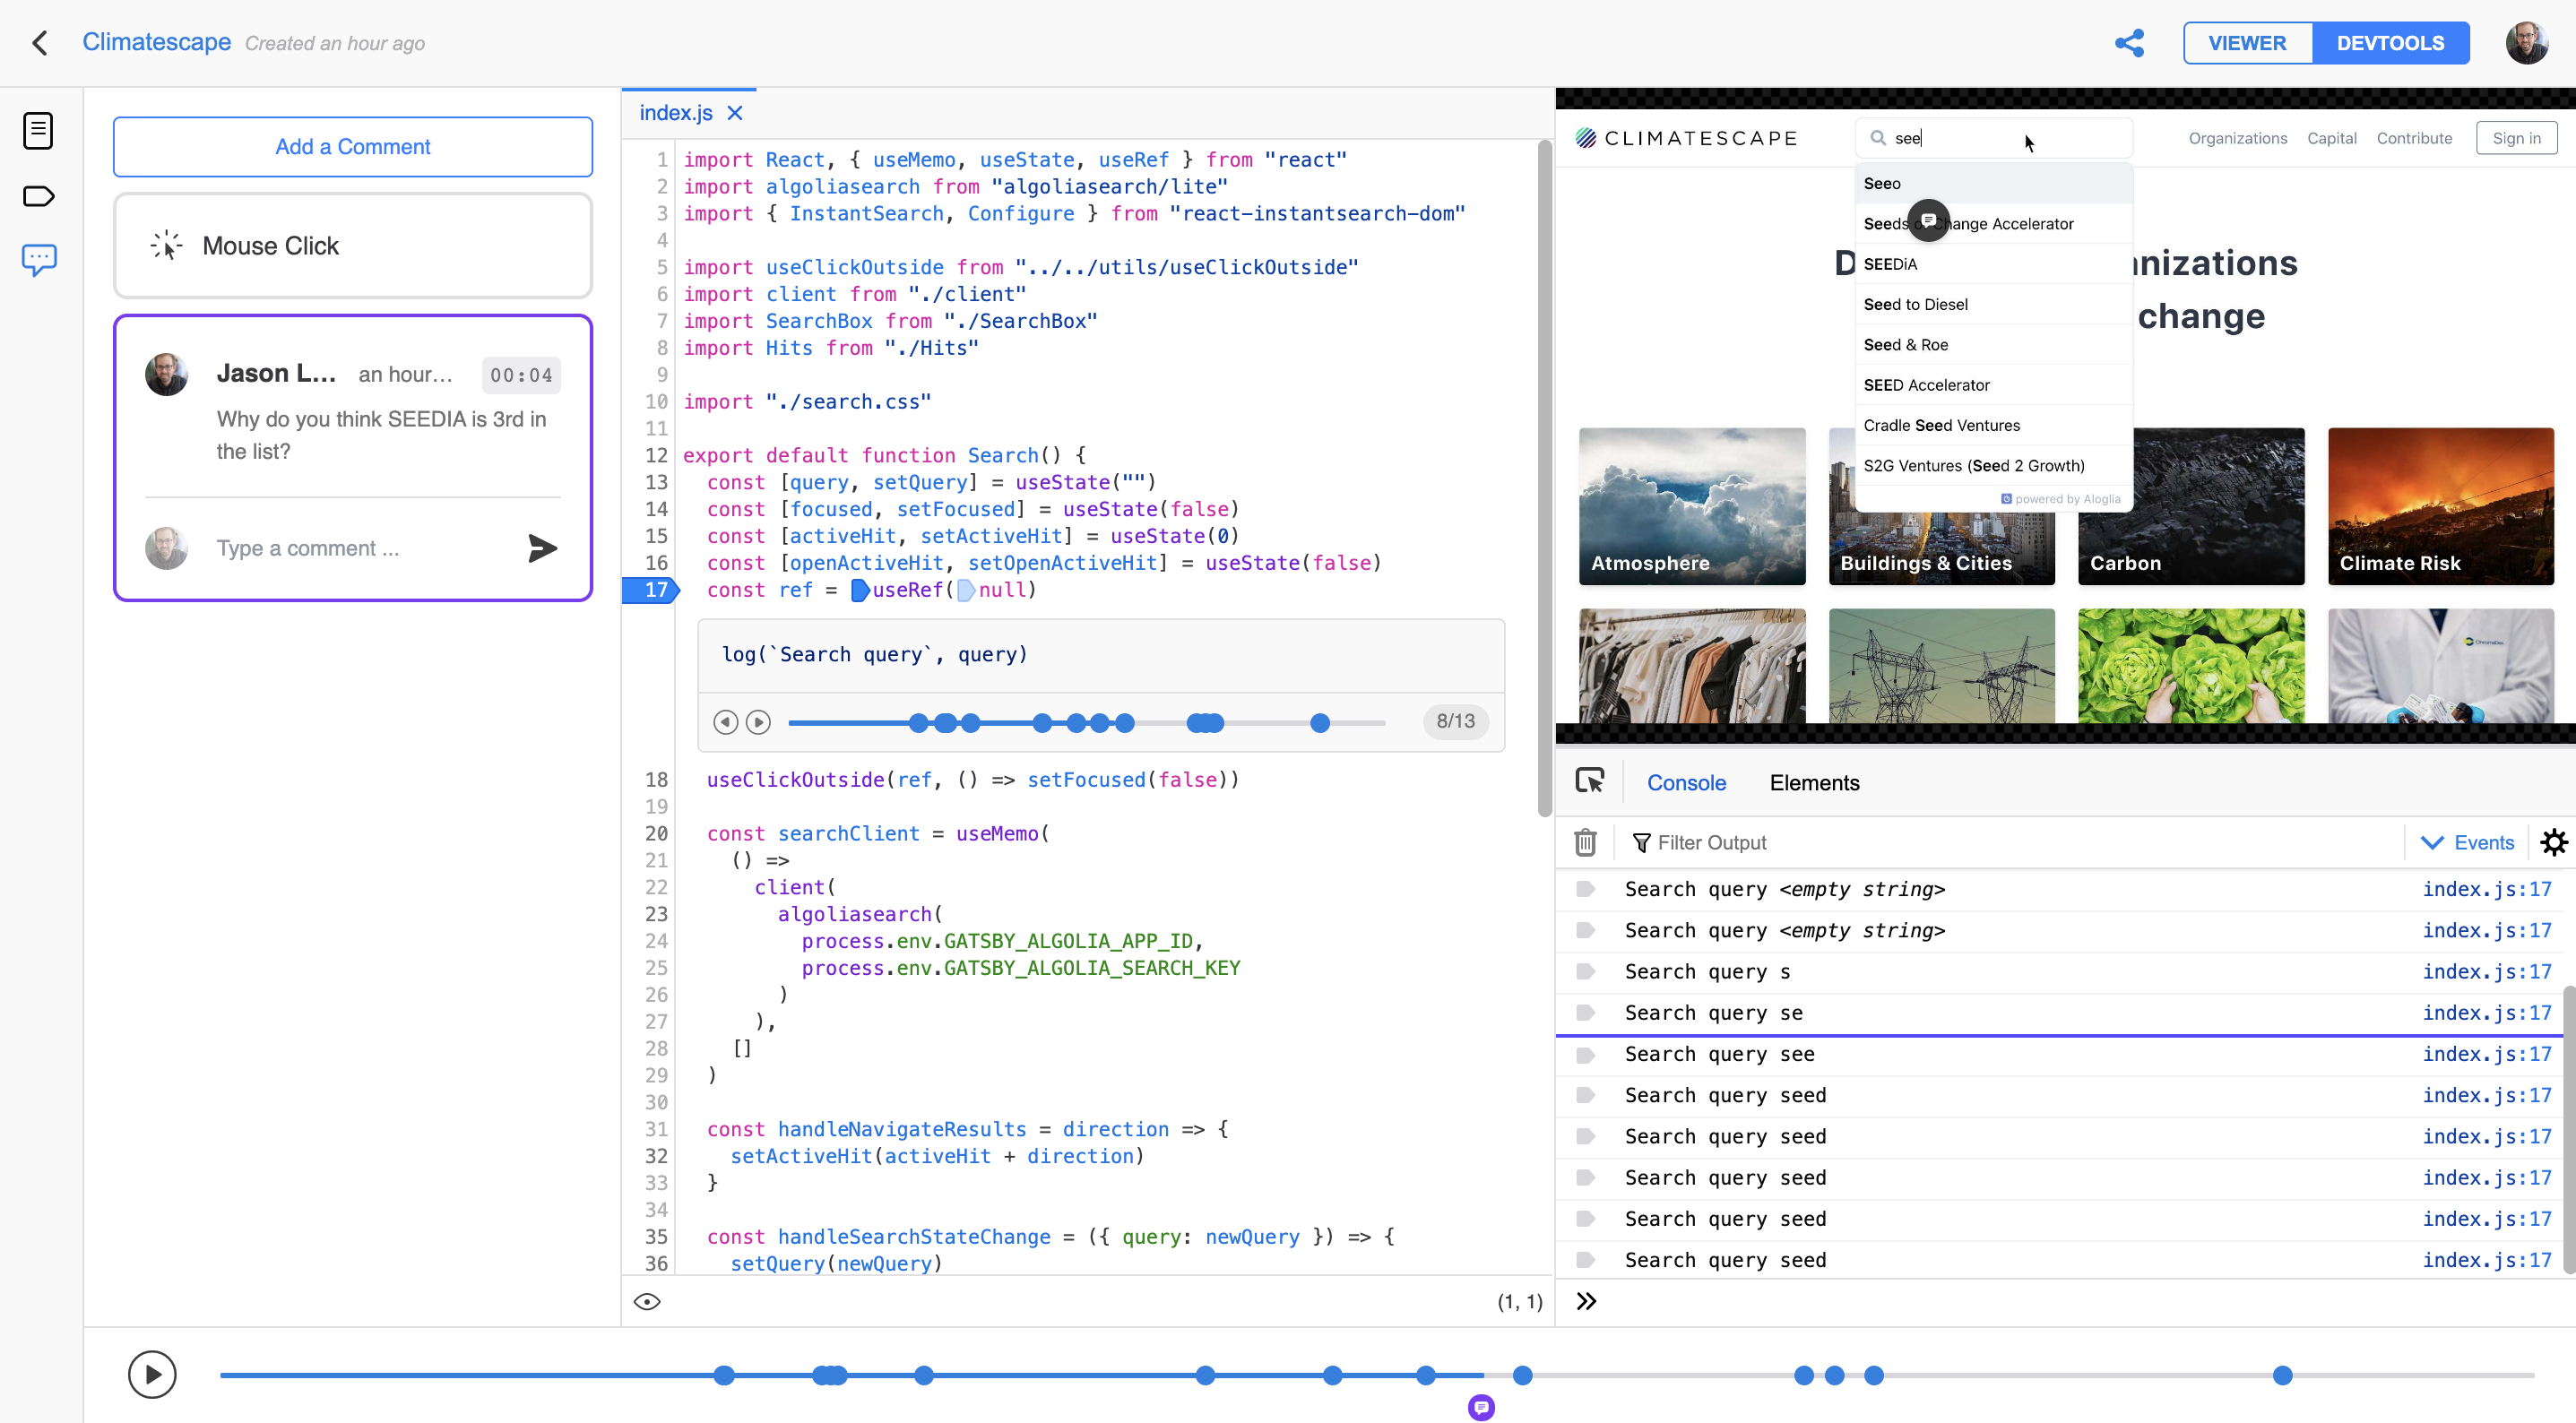 Climatescape Created an hour ago
VIEWER
DEVTOOLS
Add a Comment
Mouse Click
Jason L... an hour... 00:04
Why do you think SEEDIA is 3rd in
the list?
Type a comment ...
index.js
1 import React, { useMemo, useState, useRef } from "react"
2 import algoliasearch from "algoliasearch/lite"
3 import { InstantSearch, Configure } from "react-instantsearch-dom"
4
5 import useClickOutside from "../../utils/useClickOutside"
6 import client from "./client"
7 import SearchBox from "./SearchBox"
8 import Hits from "./Hits"
9
10 import "./search.css"
11
12 export default function Search() {
13 const [query, setQuery] = useState("")
14 const [focused, setFocused] = useState(false)
15 const [activeHit, setActiveHit] = useState(0)
16 const [openActiveHit, setOpenActiveHit] = useState(false)
17 const ref = useRef(null)
log(`Search query`, query)
8/13
18 useClickOutside(ref, () => setFocused(false))
19
20 const searchClient = useMemo(
21 () =>
22 client(
23 algoliasearch(
24 process.env.GATSBY_ALGOLIA_APP_ID,
25 process.env.GATSBY_ALGOLIA_SEARCH_KEY
26 )
27 ),
28 []
29 )
30
31 const handleNavigateResults = direction => {
32 setActiveHit(activeHit + direction)
33 }
34
35 const handleSearchStateChange = ({ query: newQuery }) => {
36 setQuery(newQuery)
(1, 1)
CLIMATESCAPE
see
Organizations Capital Contribute Sign in
Seeo
Seeds Change Accelerator
SEEDiA
Seed to Diesel
Seed & Roe
SEED Accelerator
Cradle Seed Ventures
S2G Ventures (Seed 2 Growth)
powered by Aloglia
D nizations
change
Atmosphere
Buildings & Cities
Carbon
Climate Risk
Console Elements
Filter Output
Events
Search query <empty string> index.js:17
Search query <empty string> index.js:17
Search query s index.js:17
Search query se index.js:17
Search query see index.js:17
Search query seed index.js:17
Search query seed index.js:17
Search query seed index.js:17
Search query seed index.js:17
Search query seed index.js:17